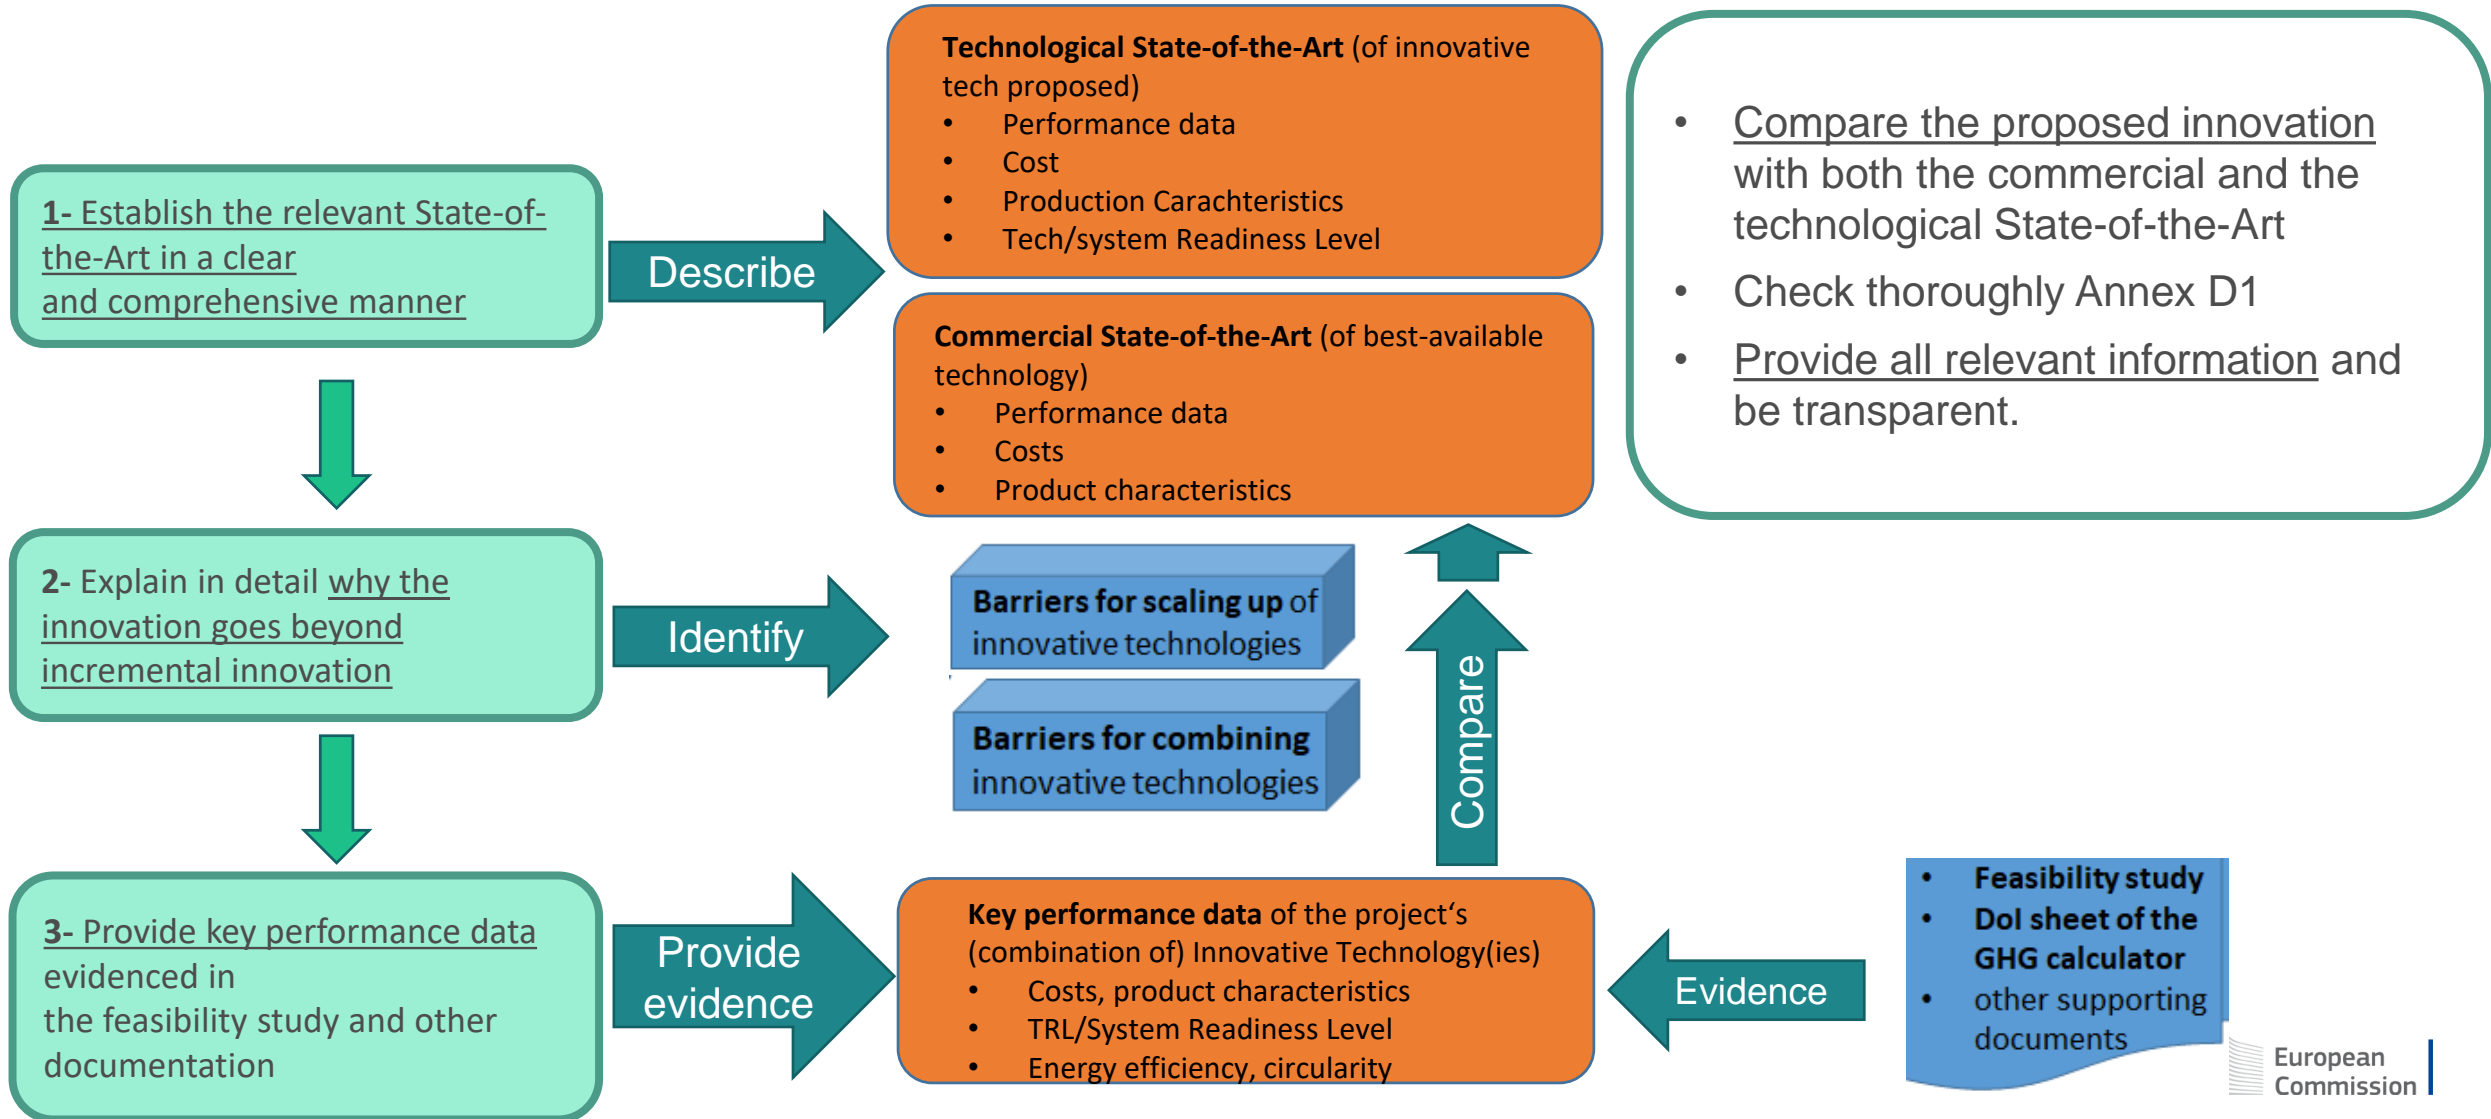 1- Establish the relevant State-of-
the-Art in a clear
and comprehensive manner
Describe
Technological State-of-the-Art (of innovative
tech proposed)
• Performance data
• Cost
• Production Carachteristics
• Tech/system Readiness Level
Commercial State-of-the-Art (of best-available
technology)
• Performance data
• Costs
• Product characteristics
• Compare the proposed innovation
with both the commercial and the
technological State-of-the-Art
• Check thoroughly Annex D1
• Provide all relevant information and
be transparent.
2- Explain in detail why the
innovation goes beyond
incremental innovation
Identify
Barriers for scaling up of
innovative technologies
Barriers for combining
innovative technologies
Compare
3- Provide key performance data
evidenced in
the feasibility study and other
documentation
Provide
evidence
Key performance data of the project‘s
(combination of) Innovative Technology(ies)
• Costs, product characteristics
• TRL/System Readiness Level
• Energy efficiency, circularity
Evidence
• Feasibility study
• DoI sheet of the
GHG calculator
• other supporting
documents
European
Commission